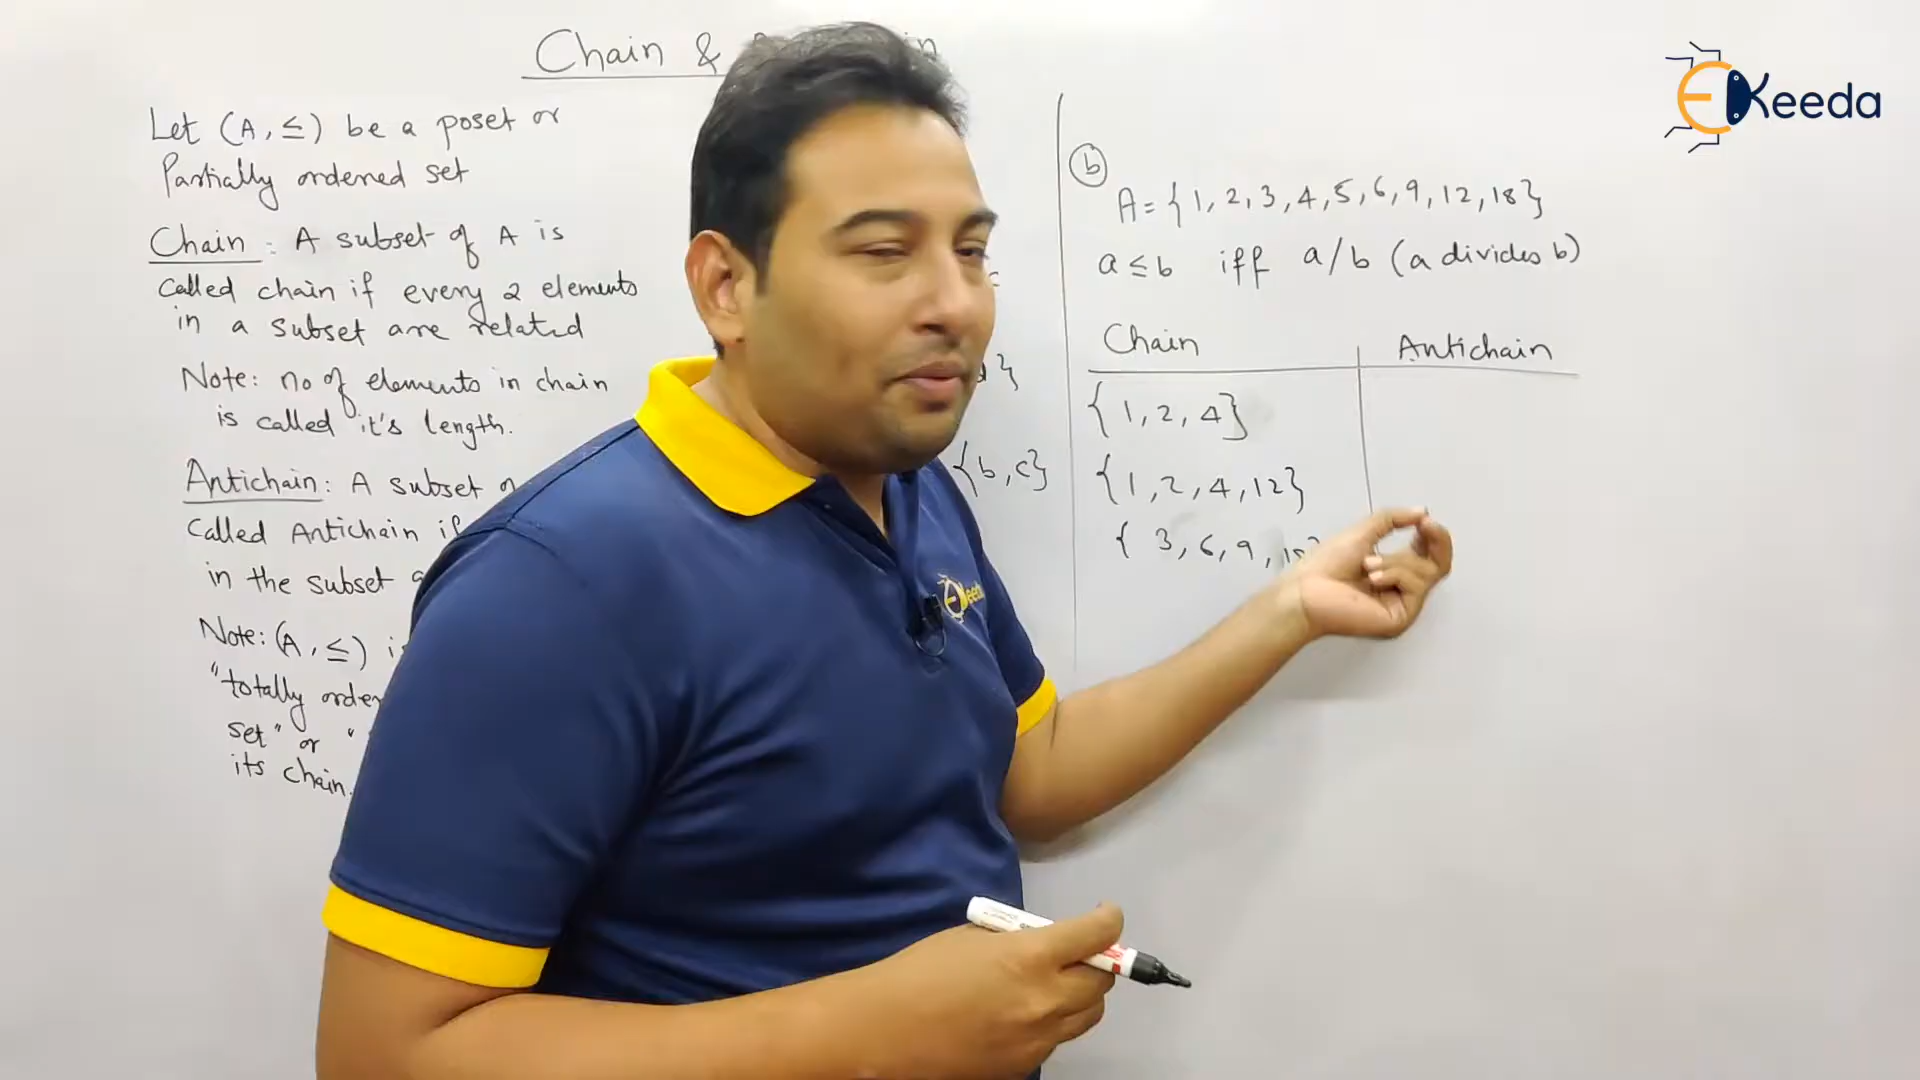 Chain &
Let (A, ≤) be a poset or
Partially ordered set
Chain: A subset of A is
called chain if every 2 elements
in a subset are related
Note: no of elements in chain
is called it's length.
Antichain: A subset
Called Antichain if
in the subset
Note: (A, ≤)
"totally
set" or "
its chain.
{b, c}
(b)
A = {1, 2, 3, 4, 5, 6, 9, 12, 18}
a ≤ b iff a/b (a divides b)
Chain Antichain
{1, 2, 4}
{1, 2, 4, 12}
{ 3, 6, 9,
EKeeda